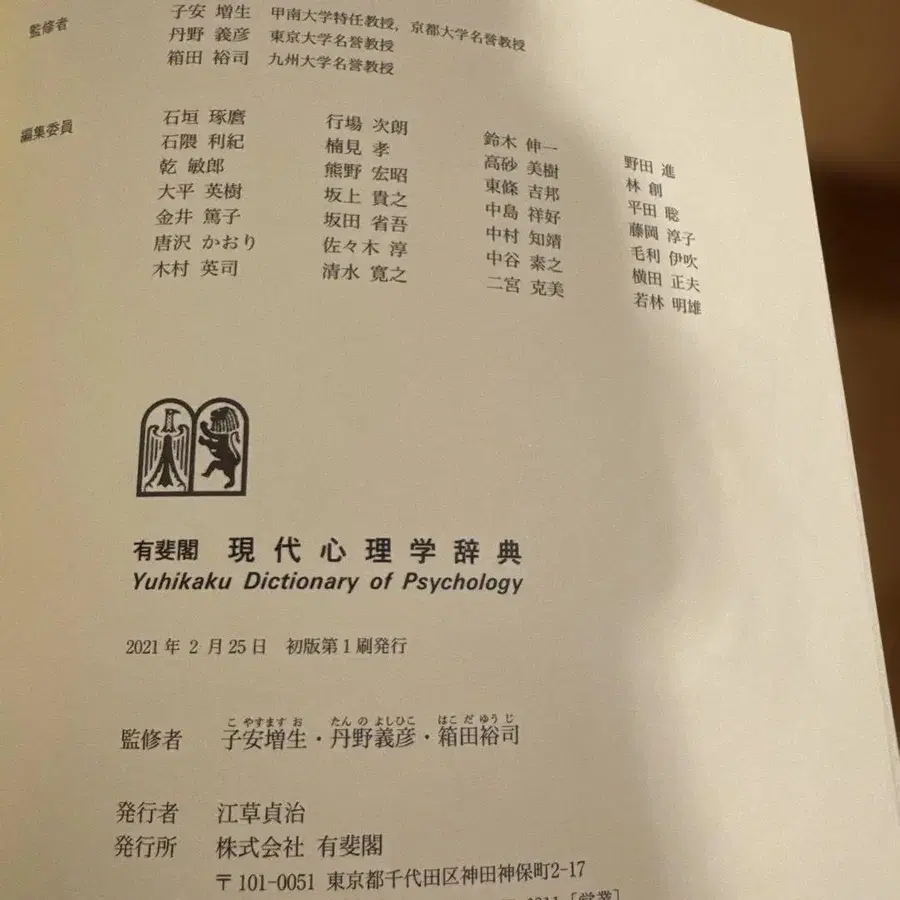 監修者
子安 増生 甲南大学特任教授，京都大学名誉教授
丹野 義彦 東京大学名誉教授
箱田 裕司 九州大学名誉教授
編集委員
石垣 琢麿 行場 次朗 鈴木 伸一 野田 進
石隈 利紀 楠見 孝 高砂 美樹 林 創
乾 敏郎 熊野 宏昭 東條 吉邦 平田 聡
大平 英樹 坂上 貴之 中島 祥好 藤岡 淳子
金井 篤子 坂田 省吾 中村 知靖 毛利 伊吹
唐沢 かおり 佐々木 淳 中谷 素之 横田 正夫
木村 英司 清水 寛之 二宮 克美 若林 明雄
有斐閣 現代心理学辞典
Yuhikaku Dictionary of Psychology
2021年2月25日 初版第1刷発行
こ やすます お たん の よしひこ はこ だ ゆう じ
監修者 子安増生・丹野義彦・箱田裕司
発行者 江草貞治
発行所 株式会社 有斐閣
〒101-0051 東京都千代田区神田神保町2-17
［営業］